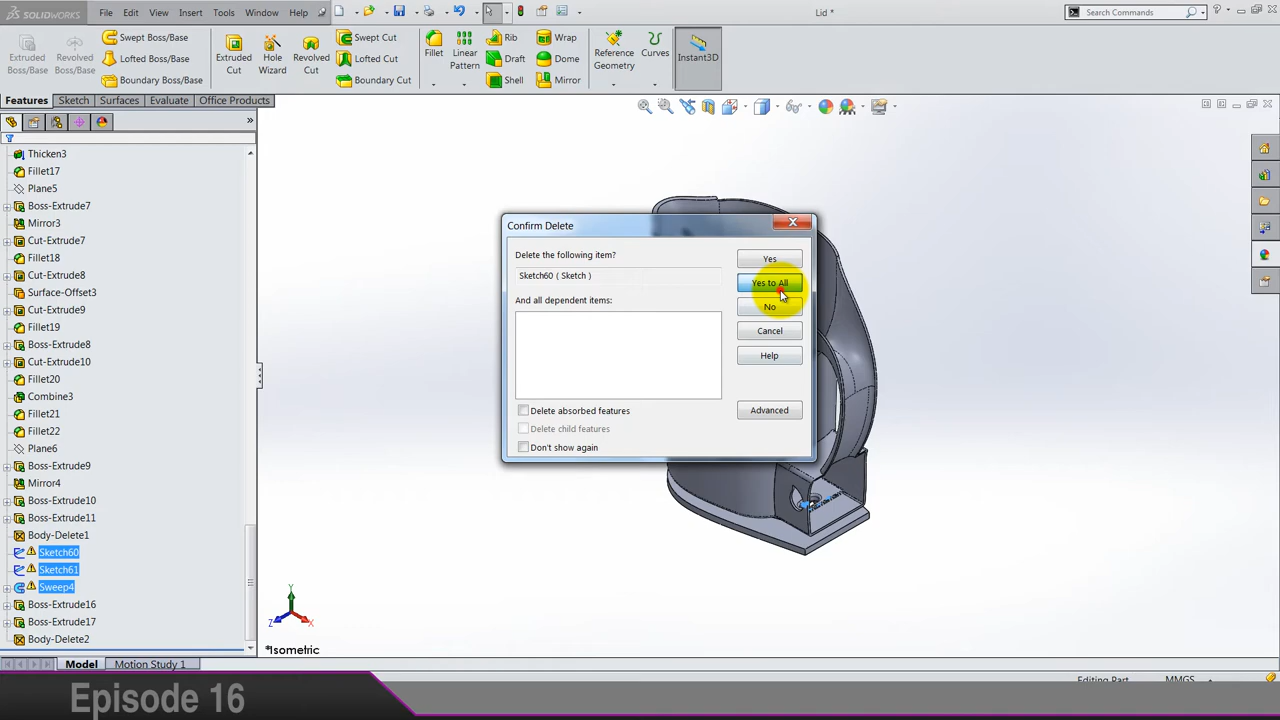 SOLIDWORKS File Edit View Insert Tools Window Help Lid * Search Commands
Extruded Boss/Base
Revolved Boss/Base
Swept Boss/Base
Lofted Boss/Base
Boundary Boss/Base
Extruded Cut
Hole Wizard
Revolved Cut
Swept Cut
Lofted Cut
Boundary Cut
Fillet
Linear Pattern
Rib
Draft
Shell
Wrap
Dome
Mirror
Reference Geometry
Curves
Instant3D
Features Sketch Surfaces Evaluate Office Products
Thicken3
Fillet17
Plane5
Boss-Extrude7
Mirror3
Cut-Extrude7
Fillet18
Cut-Extrude8
Surface-Offset3
Cut-Extrude9
Fillet19
Boss-Extrude8
Cut-Extrude10
Fillet20
Combine3
Fillet21
Fillet22
Plane6
Boss-Extrude9
Mirror4
Boss-Extrude10
Boss-Extrude11
Body-Delete1
Sketch60
Sketch61
Sweep4
Boss-Extrude16
Boss-Extrude17
Body-Delete2
Confirm Delete
Delete the following item?
Sketch60 ( Sketch )
And all dependent items:
Delete absorbed features
Delete child features
Don't show again
Yes
Yes to All
No
Cancel
Help
Advanced
Y
Z
X
*Isometric
Model Motion Study 1
Editing Part MMGS
Episode 16